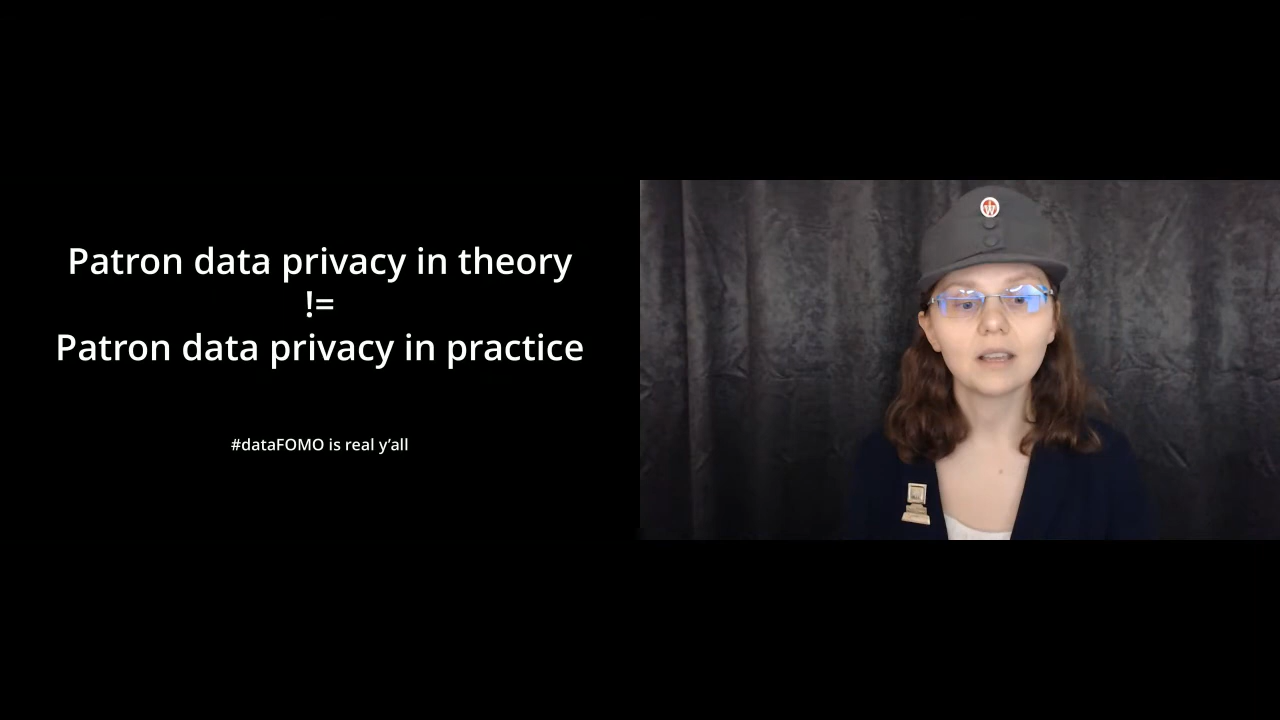 Patron data privacy in theory
!=
Patron data privacy in practice
#dataFOMO is real y’all
W